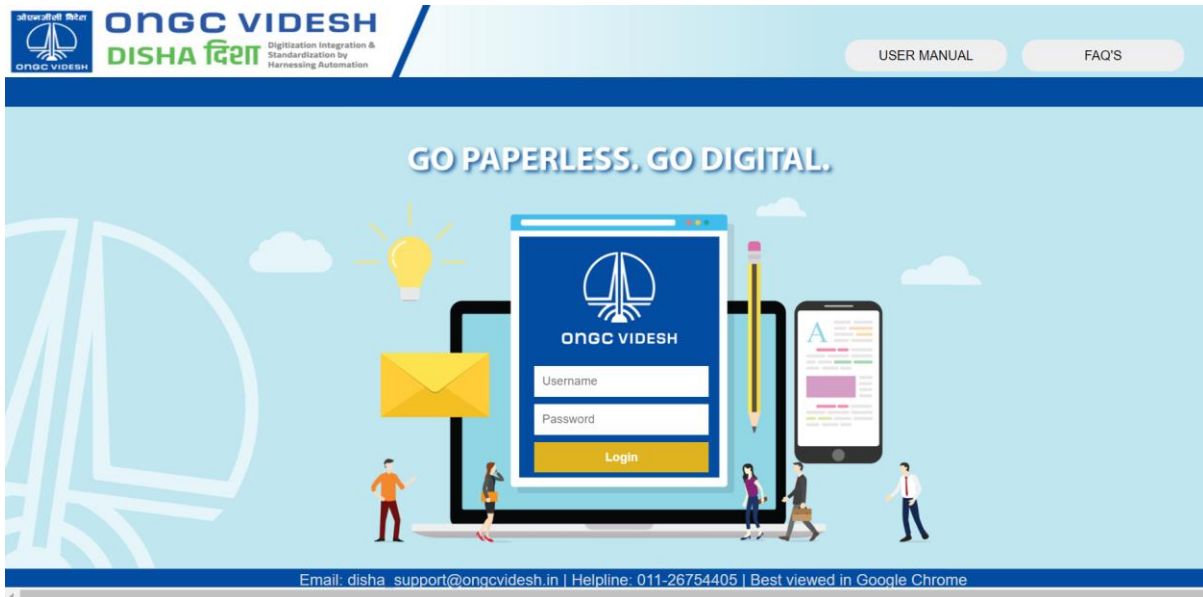 ओएनजीसी विदेश
ONGC VIDESH
ONGC VIDESH
DISHA दिशा
Digitization Integration &
Standardization by
Harnessing Automation
USER MANUAL
FAQ'S
GO PAPERLESS. GO DIGITAL.
ONGC VIDESH
A
Username
Password
Login
Email: disha_support@ongcvidesh.in | Helpline: 011-26754405 | Best viewed in Google Chrome